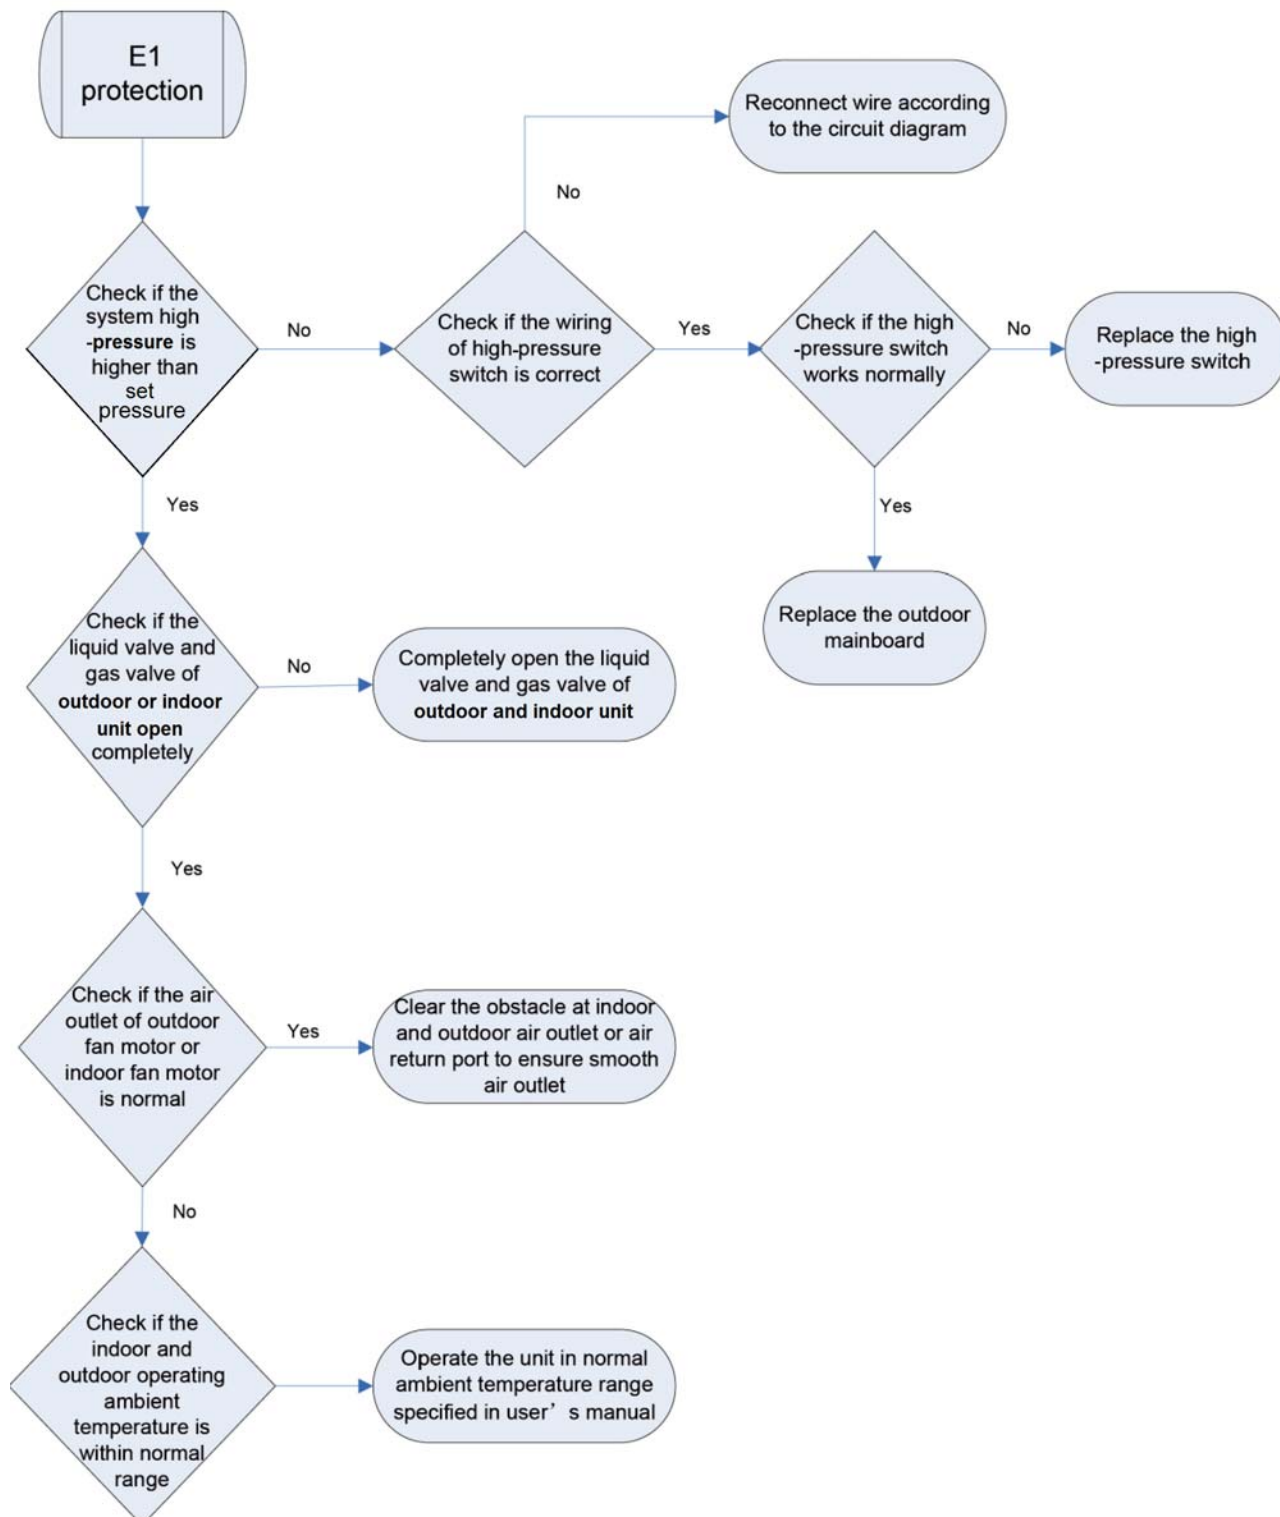 E1
protection
Reconnect wire according
to the circuit diagram
No
Check if the
system high
-pressure is
higher than
set
pressure
No
Check if the wiring
of high-pressure
switch is correct
Yes
Check if the high
-pressure switch
works normally
No
Replace the high
-pressure switch
Yes
Yes
Replace the outdoor
mainboard
Check if the
liquid valve and
gas valve of
outdoor or indoor
unit open
completely
No
Completely open the liquid
valve and gas valve of
outdoor and indoor unit
Yes
Check if the air
outlet of outdoor
fan motor or
indoor fan motor
is normal
Yes
Clear the obstacle at indoor
and outdoor air outlet or air
return port to ensure smooth
air outlet
No
Check if the
indoor and
outdoor operating
ambient
temperature is
within normal
range
Operate the unit in normal
ambient temperature range
specified in user’s manual